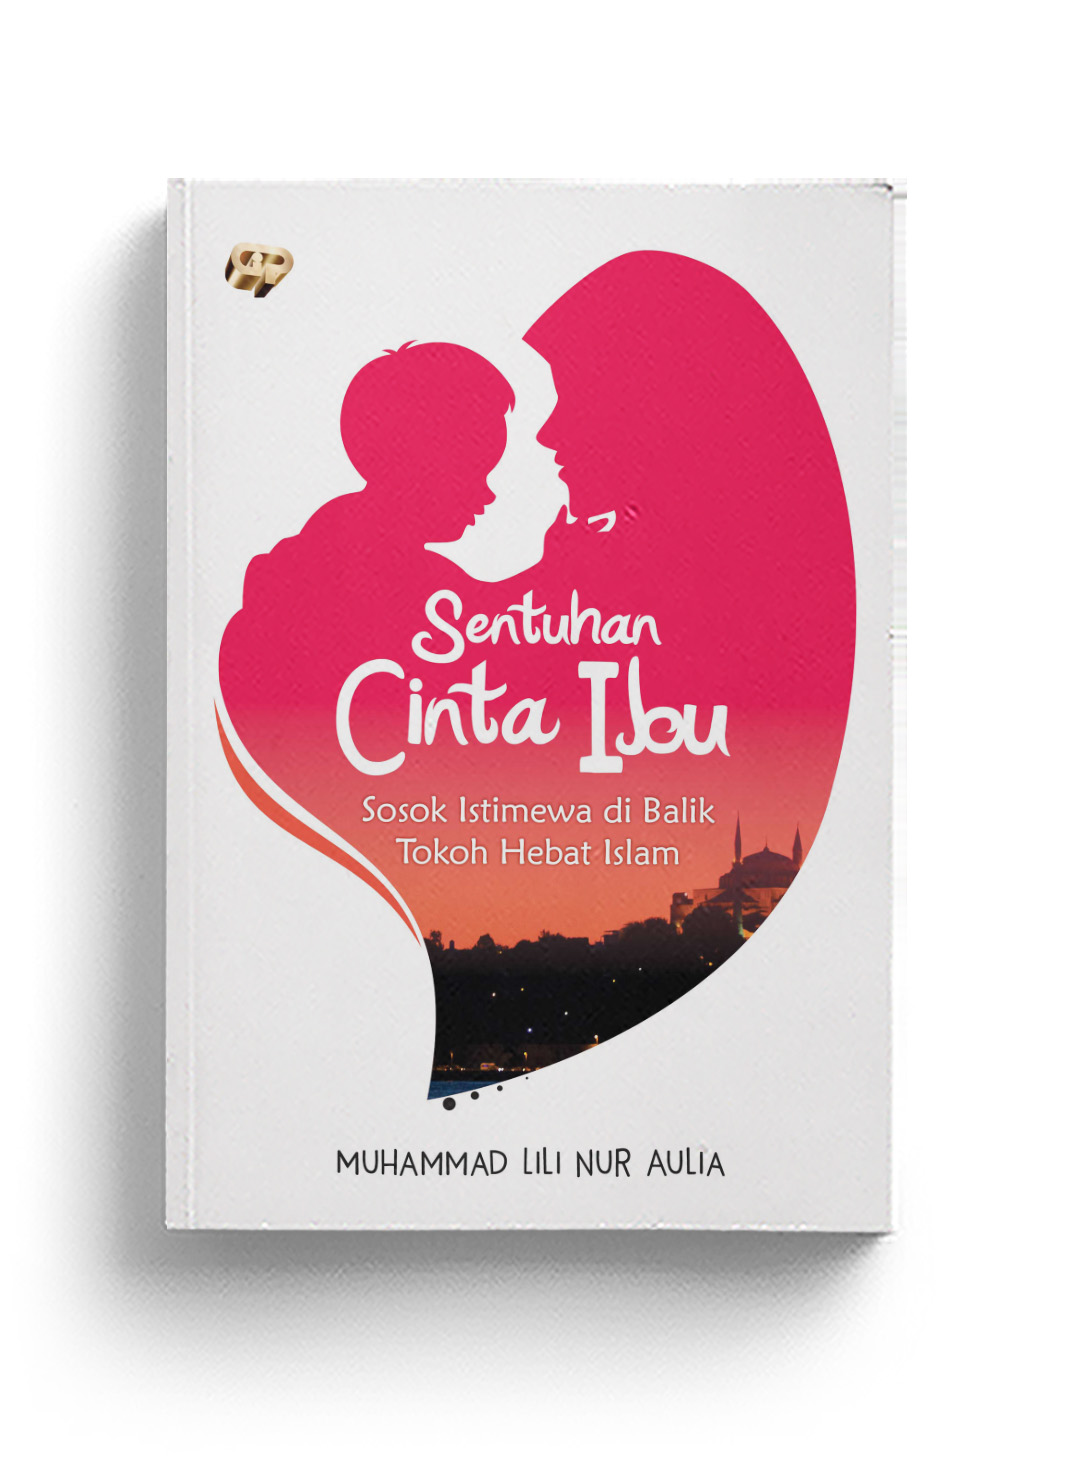 Sentuhan
Cinta Ibu
Sosok Istimewa di Balik
Tokoh Hebat Islam
MUHAMMAD LILI NUR AULIA